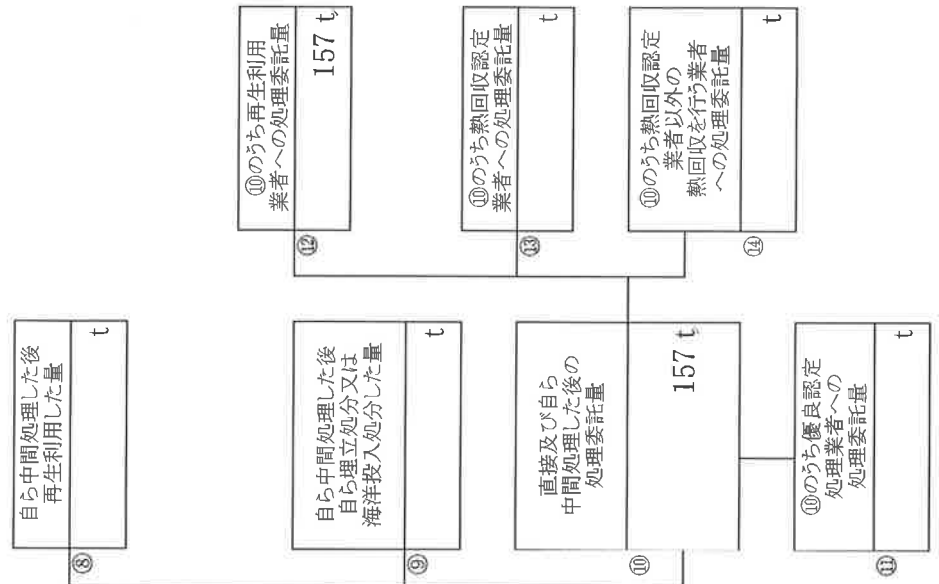 ⑧
自ら中間処理した後
再生利用した量
t
⑨
自ら中間処理した後
自ら埋立処分又は
海洋投入処分した量
t
⑩
直接及び自ら
中間処理した後の
処理委託量
157 t
⑪
⑩のうち優良認定
処理業者への
処理委託量
t
⑫
⑩のうち再生利用
業者への処理委託量
157 t
⑬
⑩のうち熱回収認定
業者への処理委託量
t
⑭
⑩のうち熱回収認定
業者以外の
熱回収を行う業者
への処理委託量
t